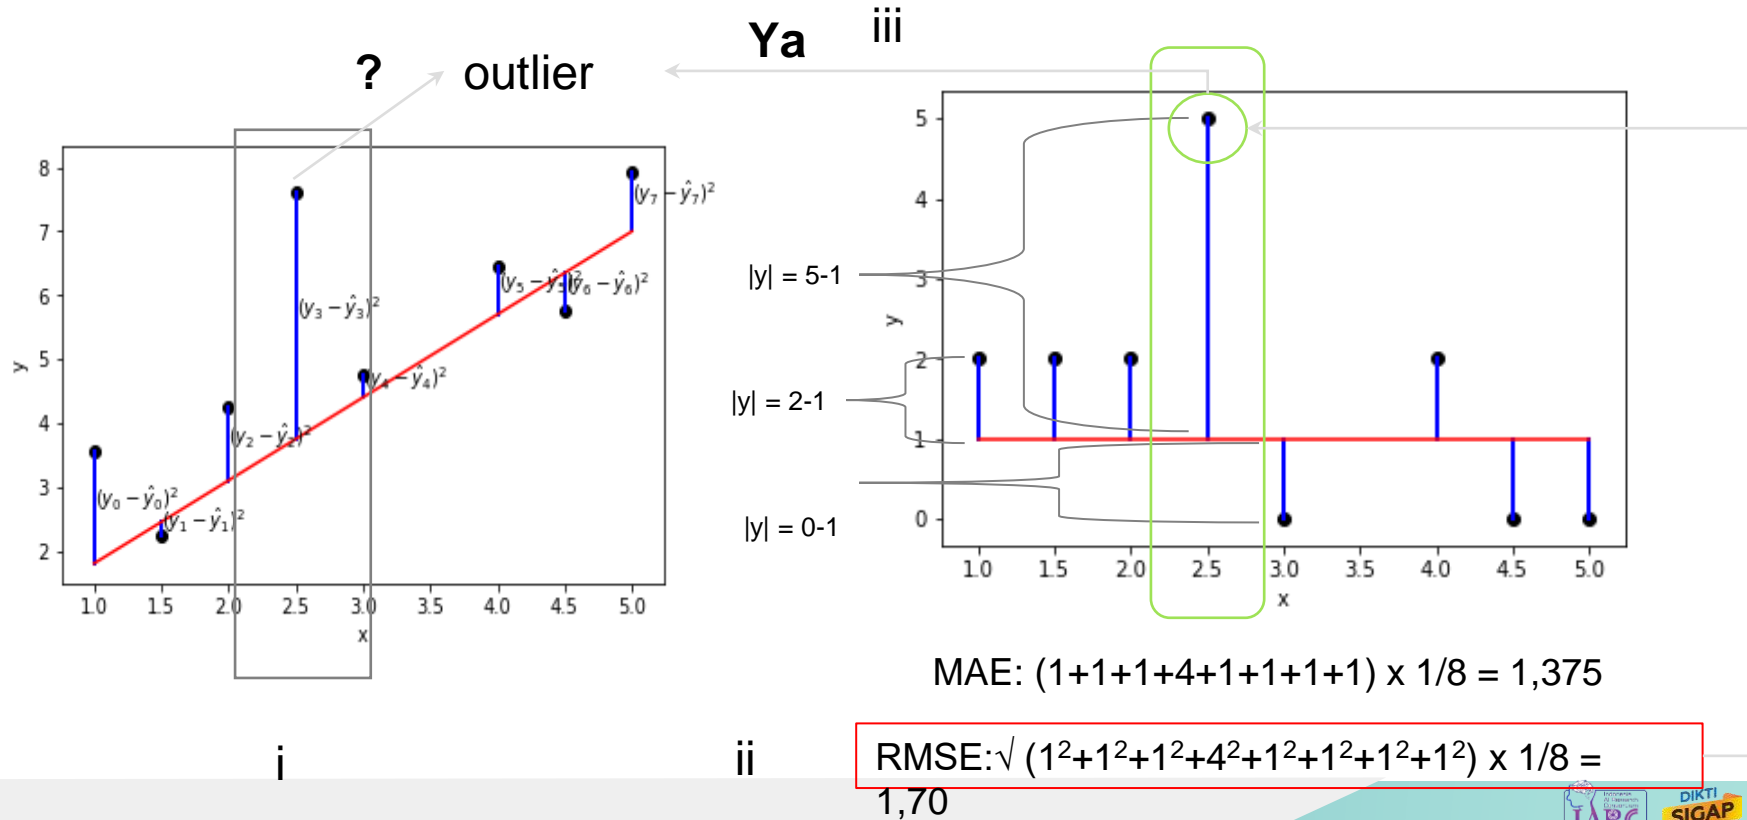 Ya
iii
?
outlier
8
7
6
5
4
3
2
y
(y₀ − ŷ₀)²
(y₁ − ŷ₁)²
(y₂ − ŷ₂)²
(y₃ − ŷ₃)²
(y₄ − ŷ₄)²
(y₅ − ŷ₅)²
(y₆ − ŷ₆)²
(y₇ − ŷ₇)²
1.0 1.5 2.0 2.5 3.0 3.5 4.0 4.5 5.0
x
|y| = 5-1
|y| = 2-1
|y| = 0-1
5
4
3
2
1
0
y
1.0 1.5 2.0 2.5 3.0 3.5 4.0 4.5 5.0
x
MAE: (1+1+1+4+1+1+1+1) x 1/8 = 1,375
i
ii
RMSE:√ (1²+1²+1²+4²+1²+1²+1²+1²) x 1/8 =
1,70
DIKTI
SIGAP